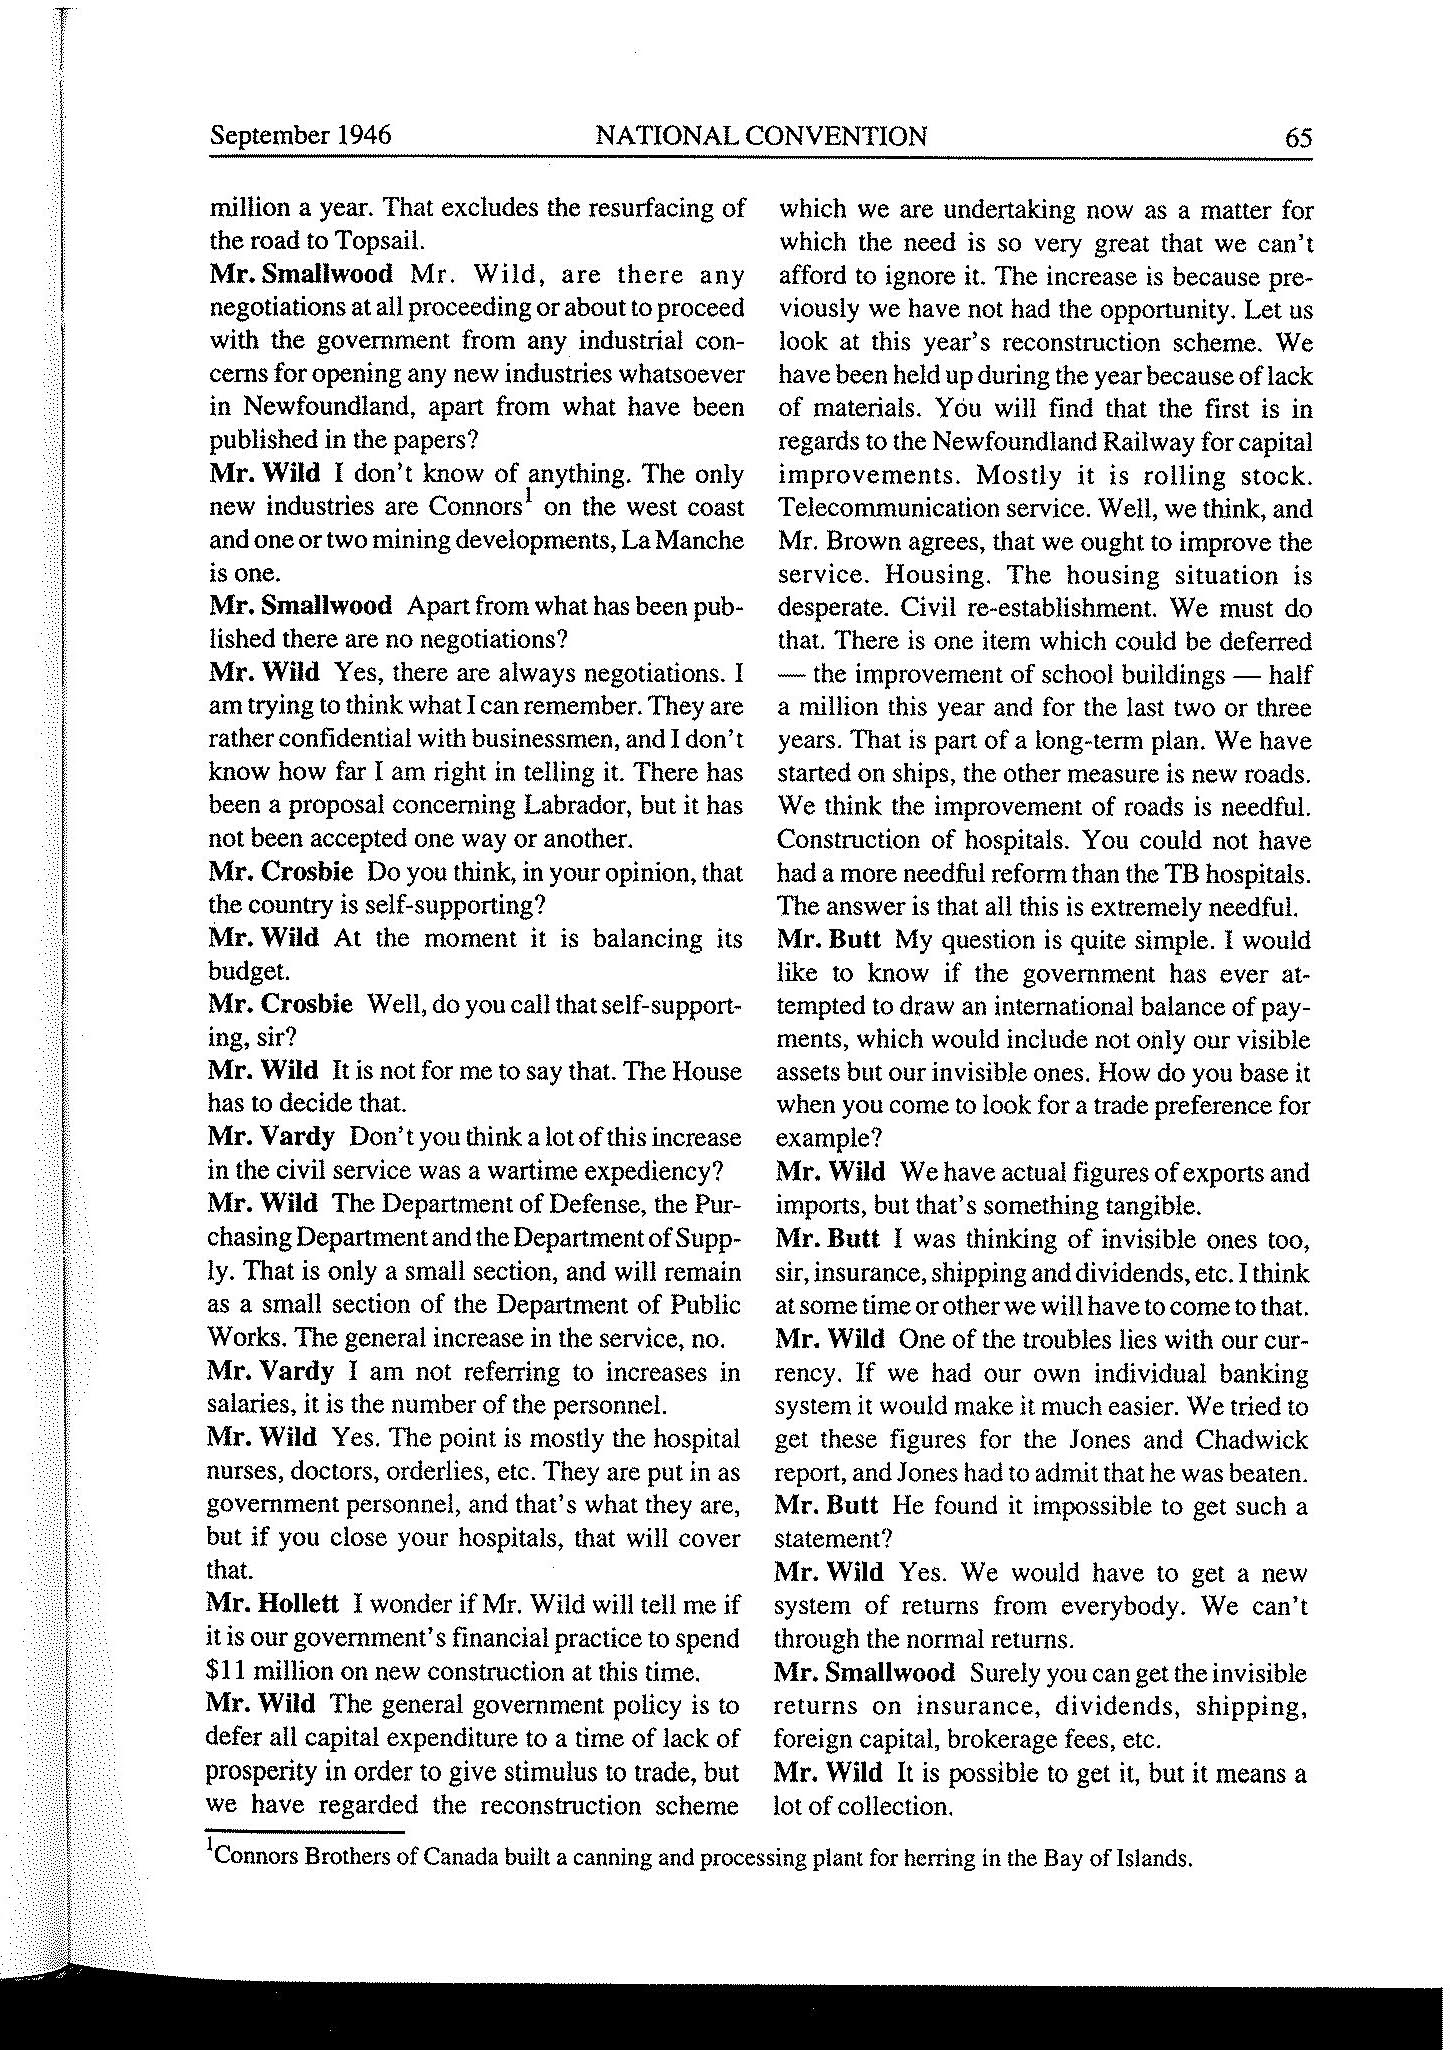 September 1946 NATIONAL CONVENTION 65
million a year. That excludes the resurfacing of
the road to Topsail.
Mr. Smallwood Mr. Wild, are there any
negotiations at all proceeding or about to proceed
with the government from any industrial con-
cerns for opening any new industries whatsoever
in Newfoundland, apart from what have been
published in the papers?
Mr. Wild I don't know of anything. The only
new industries are Connors¹ on the west coast
and one or two mining developments, La Manche
is one.
Mr. Smallwood Apart from what has been pub-
lished there are no negotiations?
Mr. Wild Yes, there are always negotiations. I
am trying to think what I can remember. They are
rather confidential with businessmen, and I don't
know how far I am right in telling it. There has
been a proposal concerning Labrador, but it has
not been accepted one way or another.
Mr. Crosbie Do you think, in your opinion, that
the country is self-supporting?
Mr. Wild At the moment it is balancing its
budget.
Mr. Crosbie Well, do you call that self-support-
ing, sir?
Mr. Wild It is not for me to say that. The House
has to decide that.
Mr. Vardy Don't you think a lot of this increase
in the civil service was a wartime expediency?
Mr. Wild The Department of Defense, the Pur-
chasing Department and the Department of Supp-
ly. That is only a small section, and will remain
as a small section of the Department of Public
Works. The general increase in the service, no.
Mr. Vardy I am not referring to increases in
salaries, it is the number of the personnel.
Mr. Wild Yes. The point is mostly the hospital
nurses, doctors, orderlies, etc. They are put in as
government personnel, and that's what they are,
but if you close your hospitals, that will cover
that.
Mr. Hollett I wonder if Mr. Wild will tell me if
it is our government's financial practice to spend
$11 million on new construction at this time.
Mr. Wild The general government policy is to
defer all capital expenditure to a time of lack of
prosperity in order to give stimulus to trade, but
we have regarded the reconstruction scheme
which we are undertaking now as a matter for
which the need is so very great that we can't
afford to ignore it. The increase is because pre-
viously we have not had the opportunity. Let us
look at this year's reconstruction scheme. We
have been held up during the year because of lack
of materials. You will find that the first is in
regards to the Newfoundland Railway for capital
improvements. Mostly it is rolling stock.
Telecommunication service. Well, we think, and
Mr. Brown agrees, that we ought to improve the
service. Housing. The housing situation is
desperate. Civil re-establishment. We must do
that. There is one item which could be deferred
— the improvement of school buildings — half
a million this year and for the last two or three
years. That is part of a long-term plan. We have
started on ships, the other measure is new roads.
We think the improvement of roads is needful.
Construction of hospitals. You could not have
had a more needful reform than the TB hospitals.
The answer is that all this is extremely needful.
Mr. Butt My question is quite simple. I would
like to know if the government has ever at-
tempted to draw an international balance of pay-
ments, which would include not only our visible
assets but our invisible ones. How do you base it
when you come to look for a trade preference for
example?
Mr. Wild We have actual figures of exports and
imports, but that's something tangible.
Mr. Butt I was thinking of invisible ones too,
sir, insurance, shipping and dividends, etc. I think
at some time or other we will have to come to that.
Mr. Wild One of the troubles lies with our cur-
rency. If we had our own individual banking
system it would make it much easier. We tried to
get these figures for the Jones and Chadwick
report, and Jones had to admit that he was beaten.
Mr. Butt He found it impossible to get such a
statement?
Mr. Wild Yes. We would have to get a new
system of returns from everybody. We can't
through the normal returns.
Mr. Smallwood Surely you can get the invisible
returns on insurance, dividends, shipping,
foreign capital, brokerage fees, etc.
Mr. Wild It is possible to get it, but it means a
lot of collection.
¹Connors Brothers of Canada built a canning and processing plant for herring in the Bay of Islands.